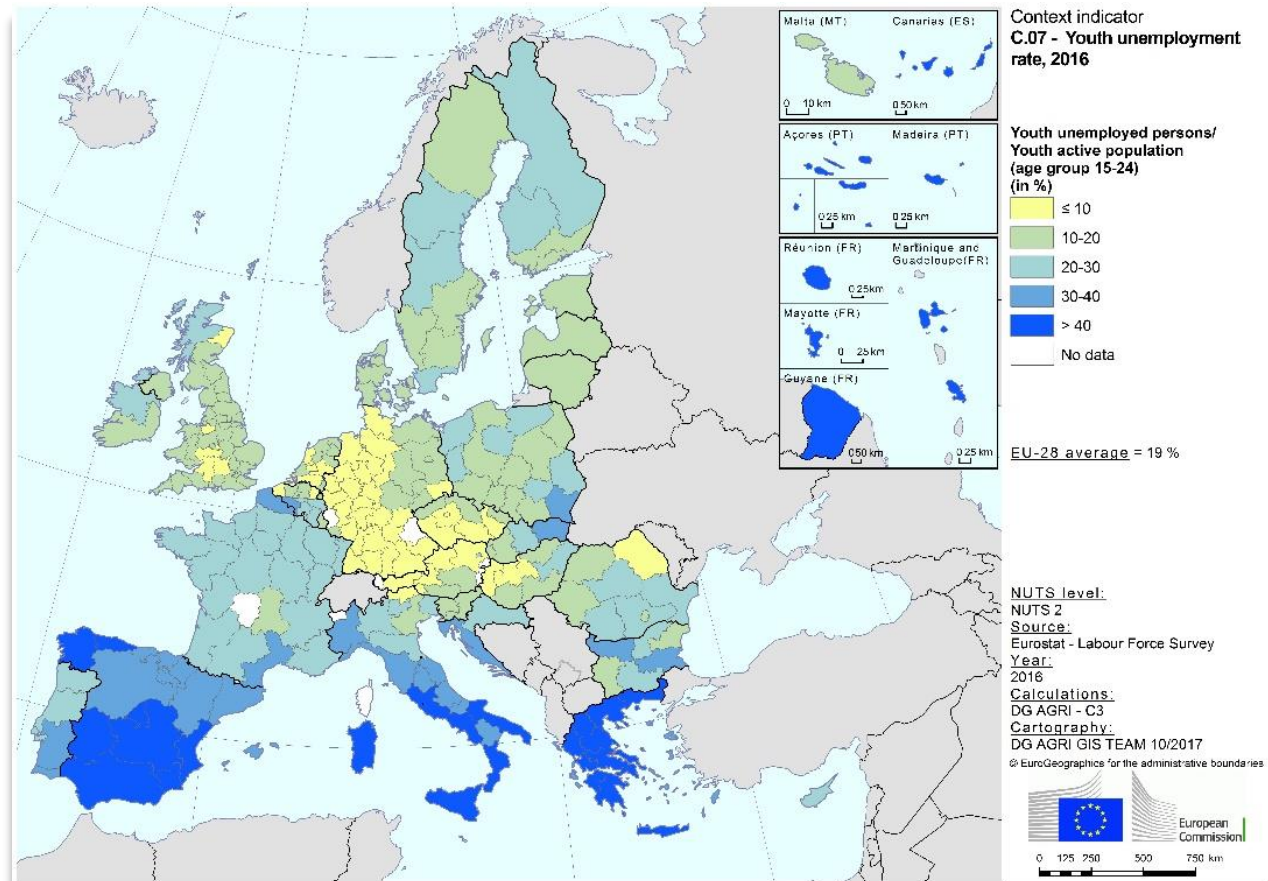 Malta (MT)
Canarias (ES)
0 10 km
0 50 km
Açores (PT)
Madeira (PT)
0 25 km
0 25 km
Réunion (FR)
Martinique and
Guadeloupe(FR)
0 25 km
Mayotte (FR)
0 25 km
Guyane (FR)
0 50 km
0 25 km
Context indicator
C.07 - Youth unemployment
rate, 2016
Youth unemployed persons/
Youth active population
(age group 15-24)
(in %)
≤ 10
10-20
20-30
30-40
> 40
No data
EU-28 average = 19 %
NUTS level:
NUTS 2
Source:
Eurostat - Labour Force Survey
Year:
2016
Calculations:
DG AGRI - C3
Cartography:
DG AGRI GIS TEAM 10/2017
© EuroGeographics for the administrative boundaries
European
Commission
0 125 250 500 750 km